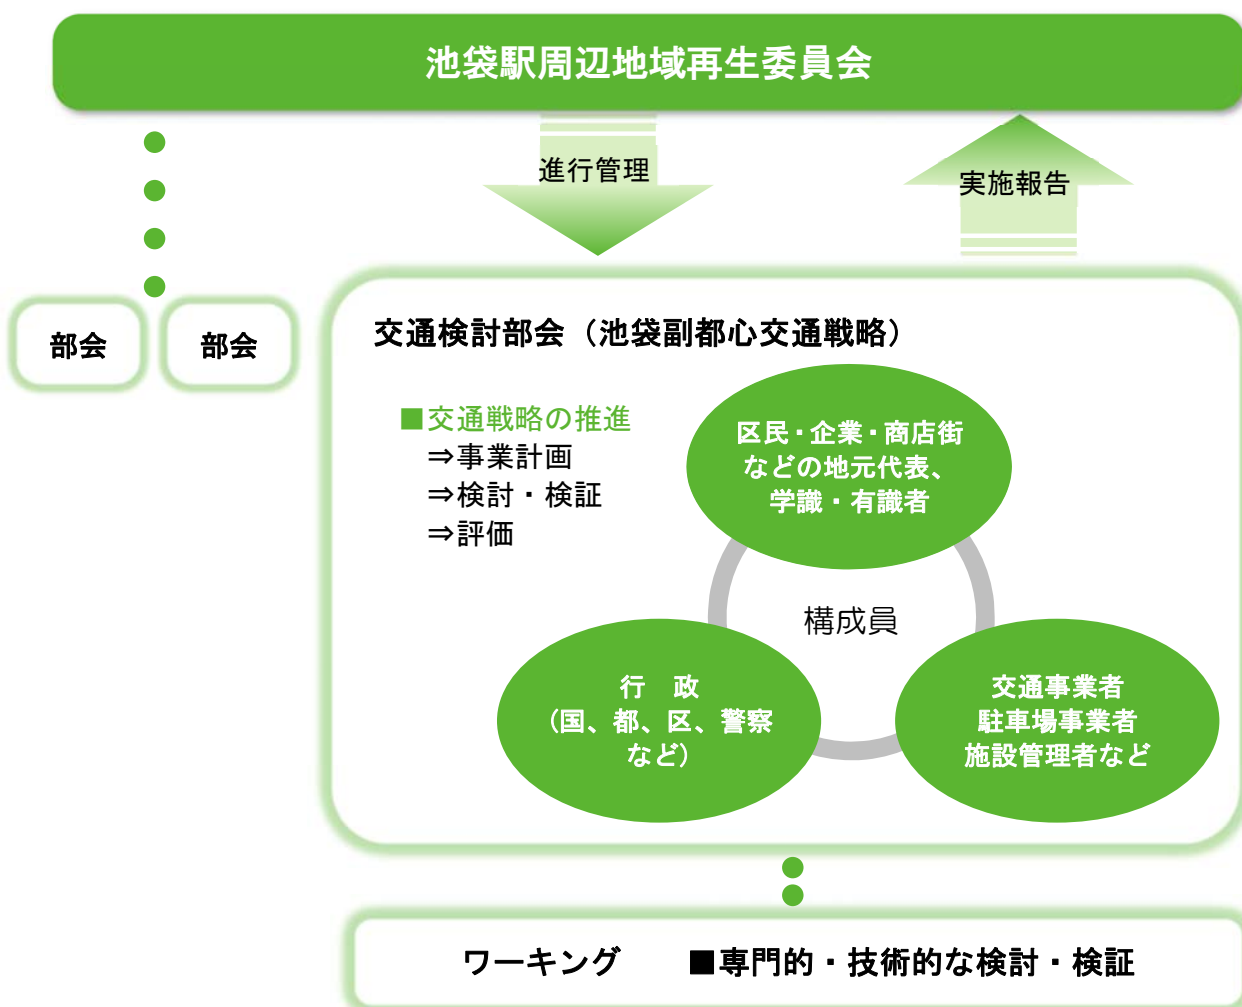 池袋駅周辺地域再生委員会
進行管理
実施報告
部会
部会
交通検討部会（池袋副都心交通戦略）
■交通戦略の推進
⇒事業計画
⇒検討・検証
⇒評価
区民・企業・商店街
などの地元代表、
学識・有識者
構成員
行　政
（国、都、区、警察
など）
交通事業者
駐車場事業者
施設管理者など
ワーキング　　■専門的・技術的な検討・検証